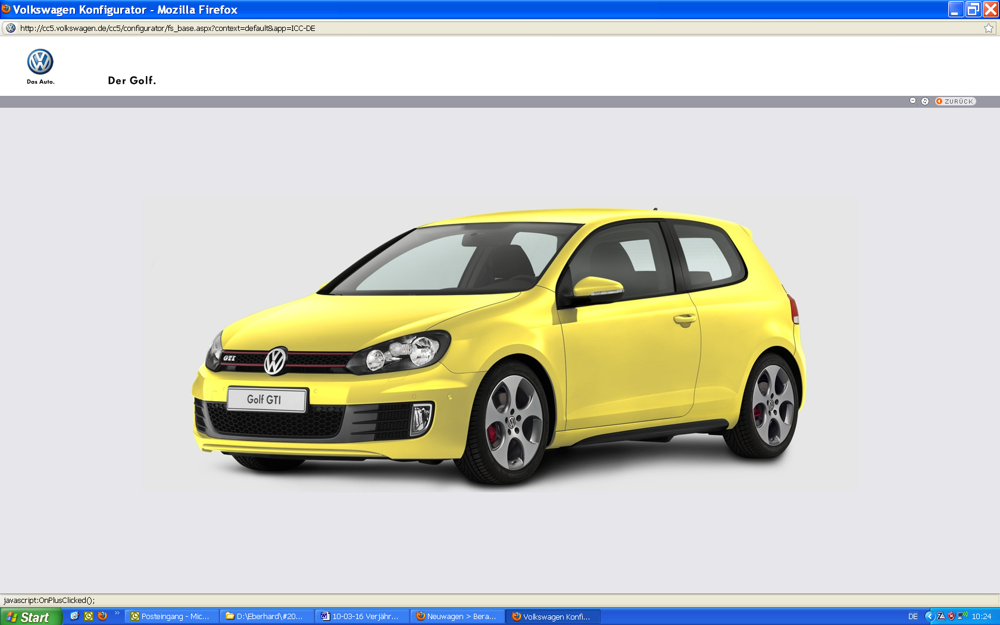 Volkswagen Konfigurator - Mozilla Firefox
http://cc5.volkswagen.de/cc5/configurator/fs_base.aspx?context=default&app=ICC-DE
Das Auto.
Der Golf.
ZURÜCK
GTI
Golf GTI
javascript:OnPlusClicked();
Start
Posteingang - Mic...
D:\Eberhard\#20...
10-03-16 Verjähr...
Neuwagen > Bera...
Volkswagen Konfi...
DE
10:24